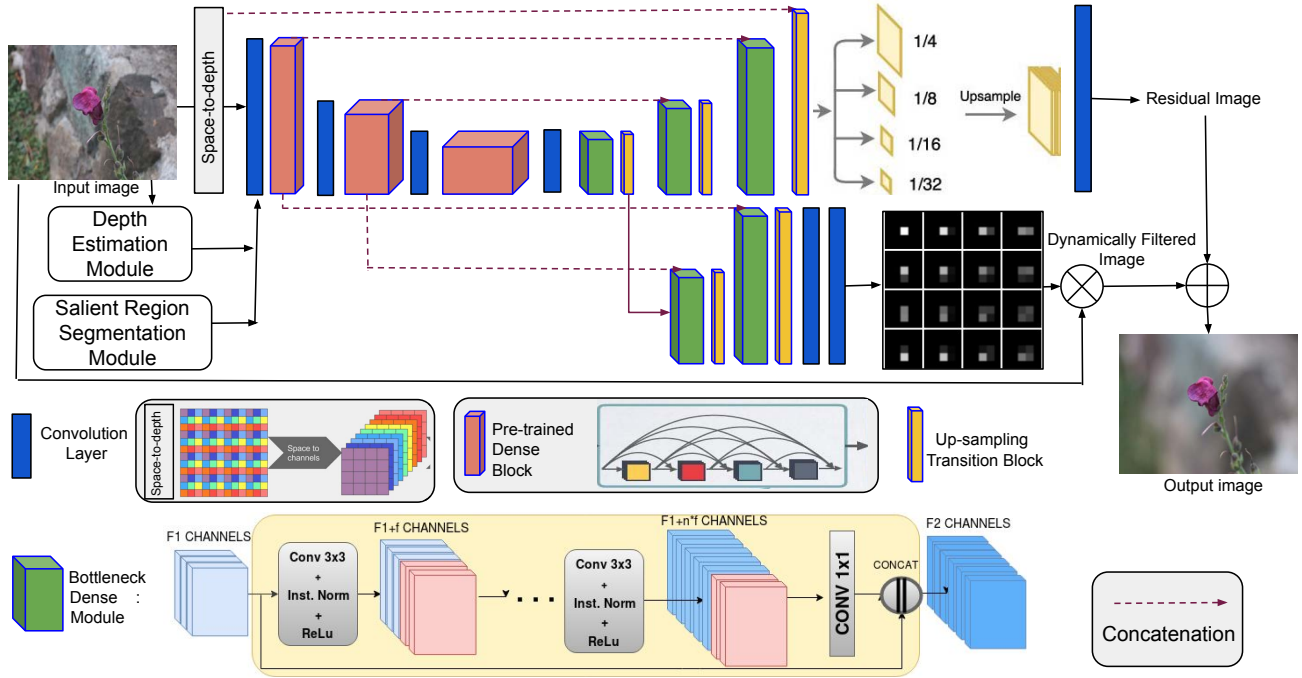 Space-to-depth
Input image
Depth
Estimation
Module
Salient Region
Segmentation
Module
1/4
1/8
1/16
1/32
Upsample
Residual Image
Dynamically Filtered
Image
Output image
Convolution
Layer
Space-to-depth
Space to
channels
Pre-trained
Dense
Block
Up-sampling
Transition Block
Bottleneck
Dense :
Module
F1 CHANNELS
F1+f CHANNELS
F1+n*f CHANNELS
F2 CHANNELS
Conv 3x3
+
Inst. Norm
+
ReLu
. . .
Conv 3x3
+
Inst. Norm
+
ReLu
CONV 1x1
CONCAT
Concatenation